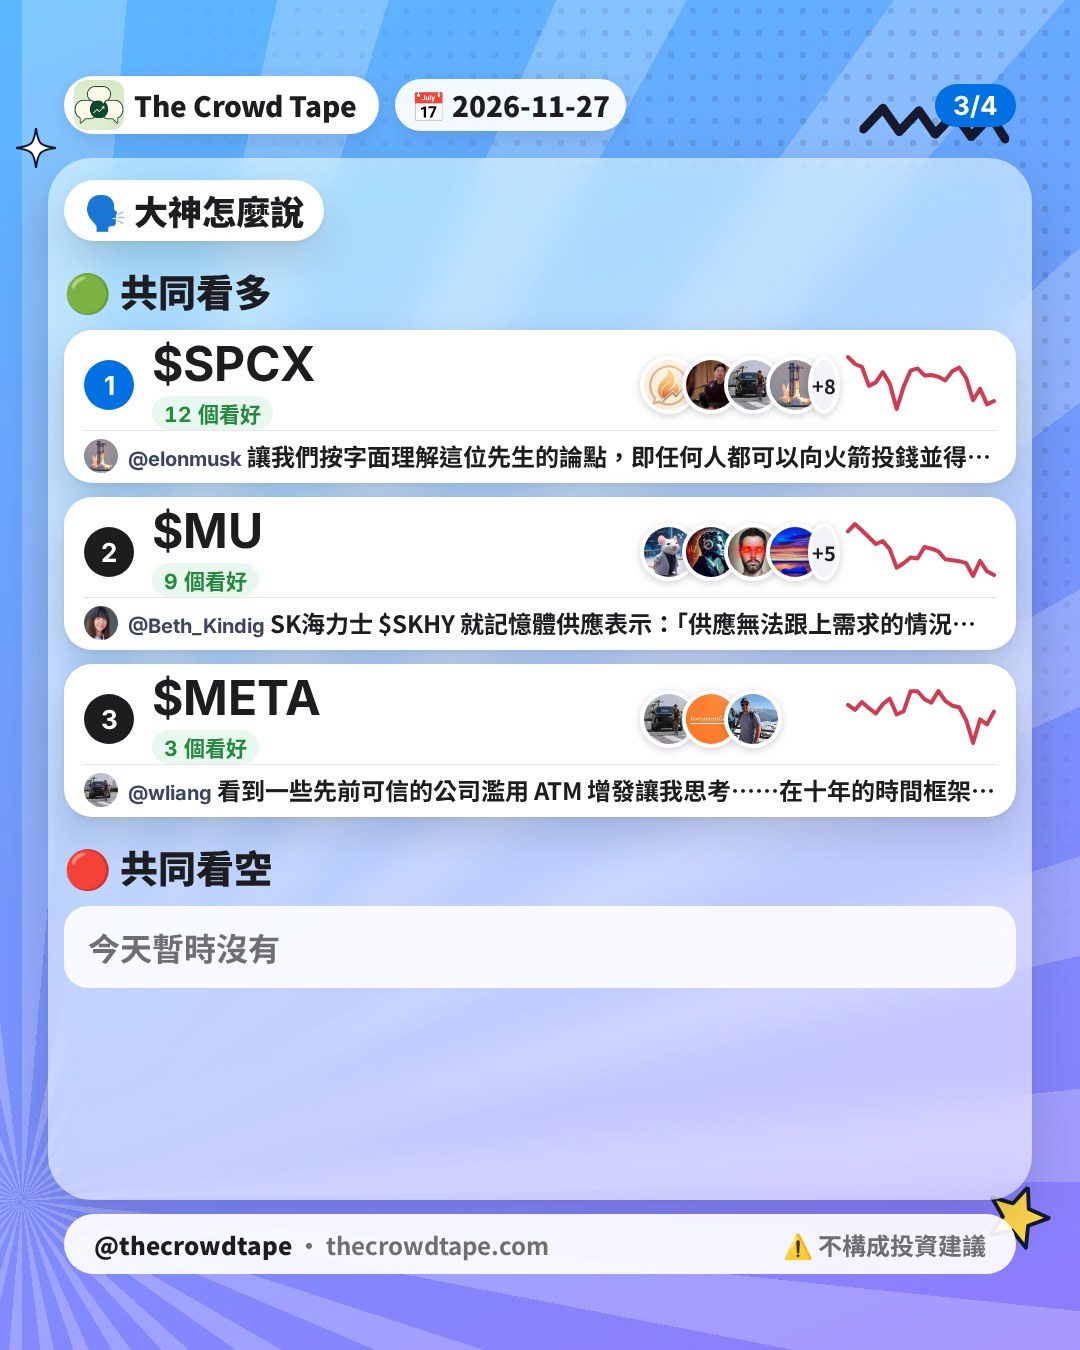 The Crowd Tape
2026-11-27
3/4
大神怎麼說
共同看多
1
$SPCX
12 個看好
+8
@elonmusk 讓我們按字面理解這位先生的論點，即任何人都可以向火箭投錢並得…
2
$MU
9 個看好
+5
@Beth_Kindig SK海力士 $SKHY 就記憶體供應表示：「供應無法跟上需求的情況…
3
$META
3 個看好
@wliang 看到一些先前可信的公司濫用 ATM 增發讓我思考……在十年的時間框架…
共同看空
今天暫時沒有
@thecrowdtape • thecrowdtape.com
不構成投資建議